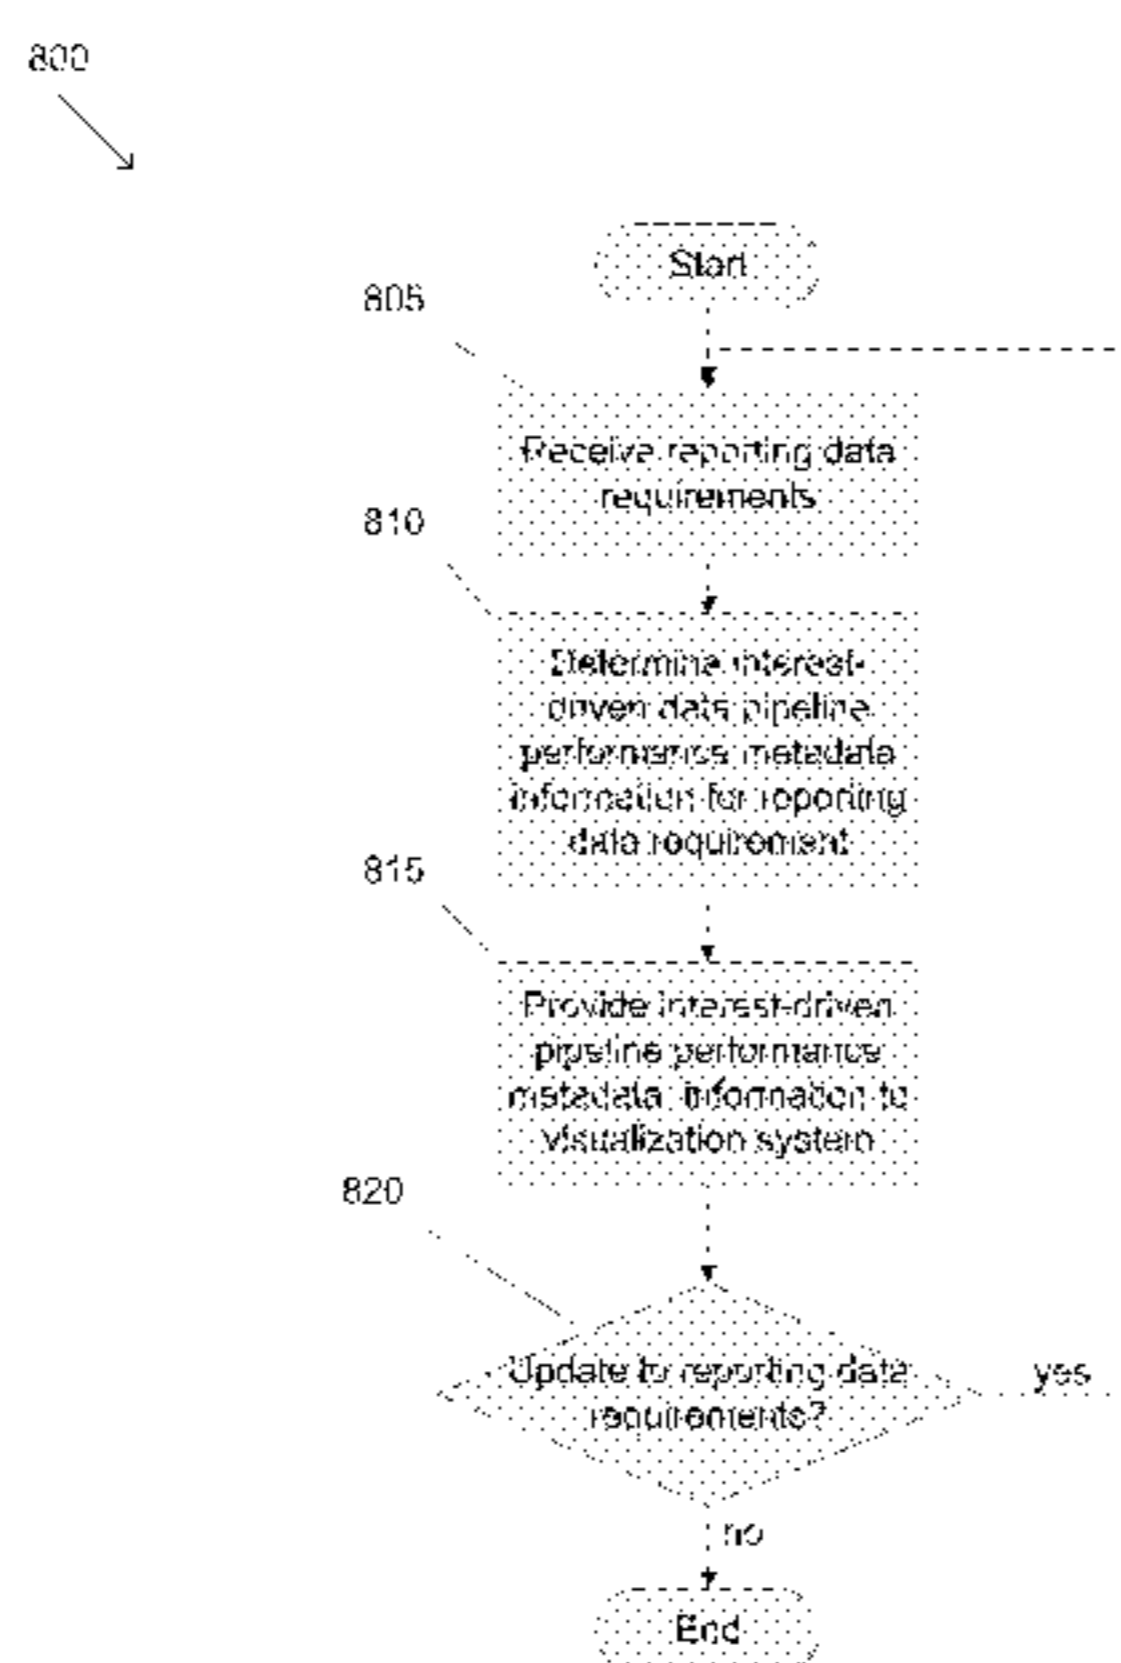 800
Start
805
Receive reporting data
requirements
810
Determine interest-
driven data pipeline
performance metadata
information for reporting
data requirement
815
Provide interest-driven
pipeline performance
metadata information to
visualization system
820
Update to reporting data
requirements?
yes
no
End